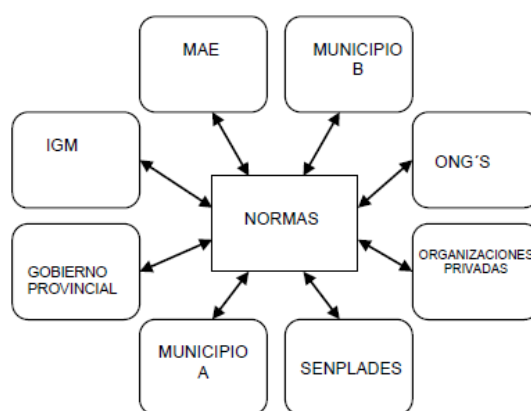 MAE
MUNICIPIO
B
IGM
ONG´S
NORMAS
GOBIERNO
PROVINCIAL
ORGANIZACIONES
PRIVADAS
MUNICIPIO
A
SENPLADES